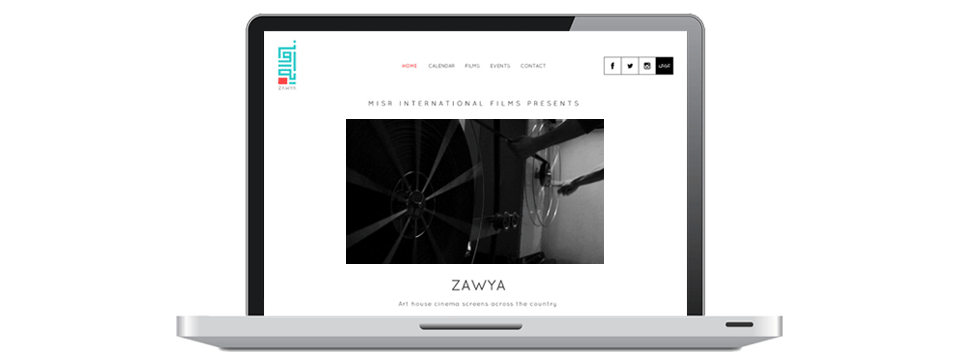 ZAWYA
HOME CALENDAR FILMS EVENTS CONTACT
عربي
MISR INTERNATIONAL FILMS PRESENTS
ZAWYA
Art house cinema screens across the country